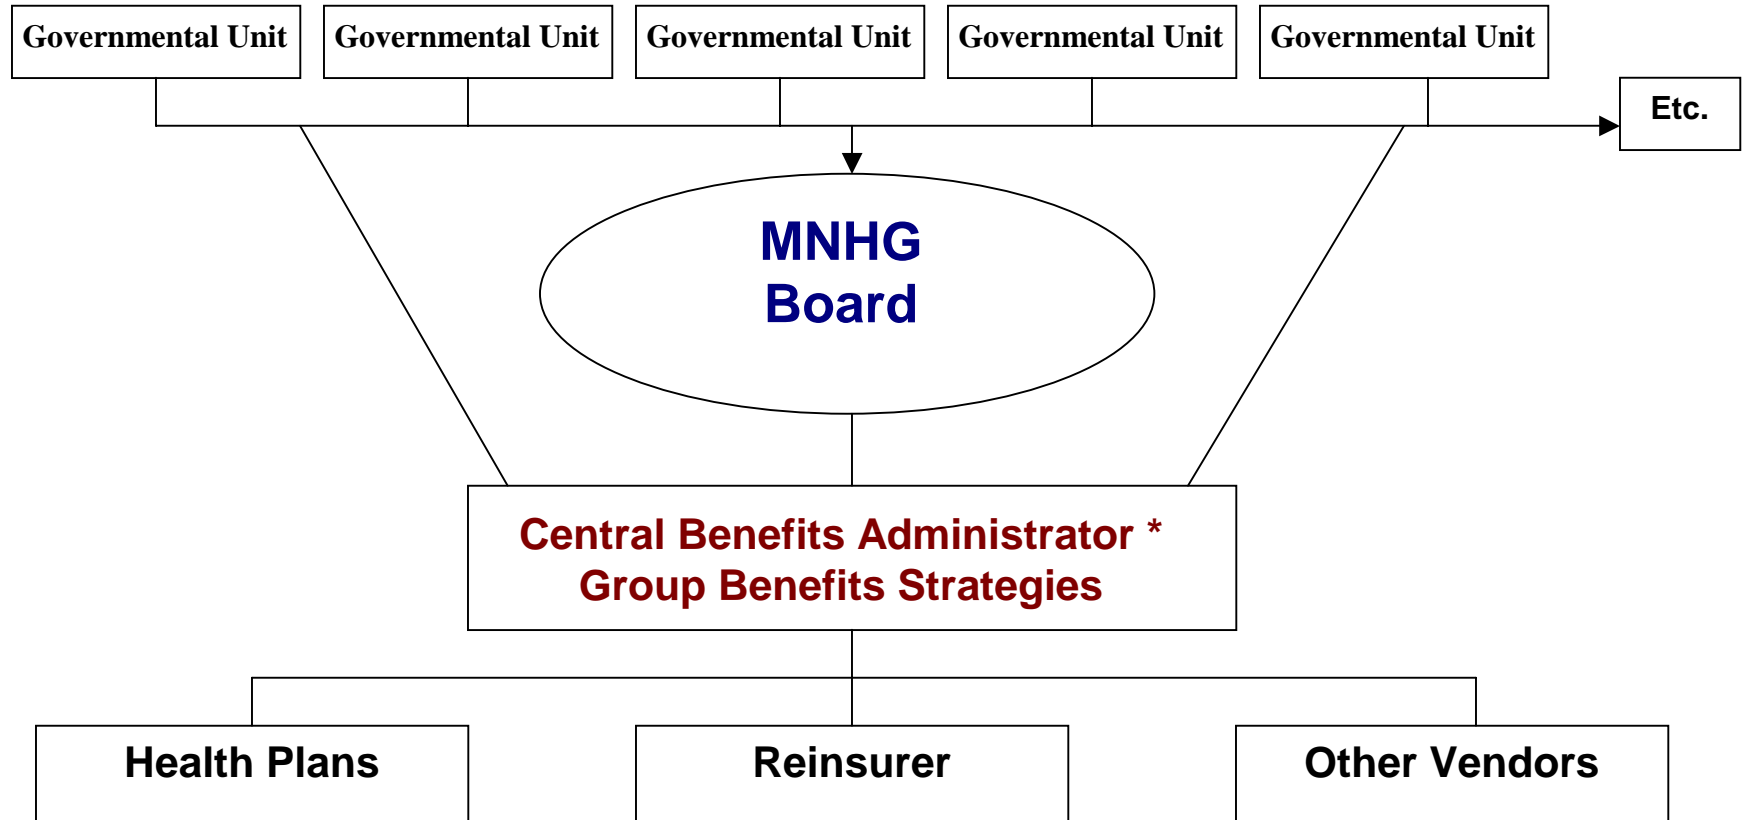 Governmental Unit
Governmental Unit
Governmental Unit
Governmental Unit
Governmental Unit
Etc.
MNHG
Board
Central Benefits Administrator *
Group Benefits Strategies
Health Plans
Reinsurer
Other Vendors